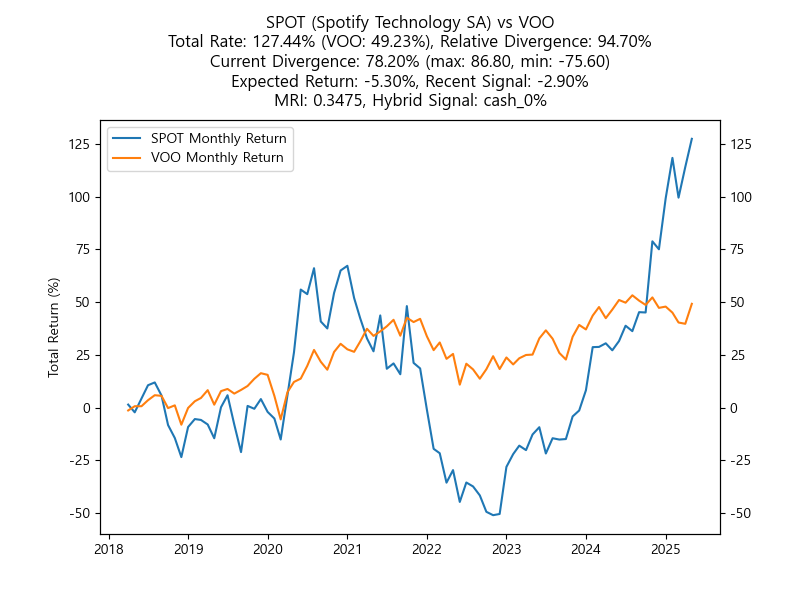 SPOT (Spotify Technology SA) vs VOO
Total Rate: 127.44% (VOO: 49.23%), Relative Divergence: 94.70%
Current Divergence: 78.20% (max: 86.80, min: -75.60)
Expected Return: -5.30%, Recent Signal: -2.90%
MRI: 0.3475, Hybrid Signal: cash_0%
SPOT Monthly Return
VOO Monthly Return
Total Return (%)
125
100
75
50
25
0
-25
-50
125
100
75
50
25
0
-25
-50
2018 2019 2020 2021 2022 2023 2024 2025